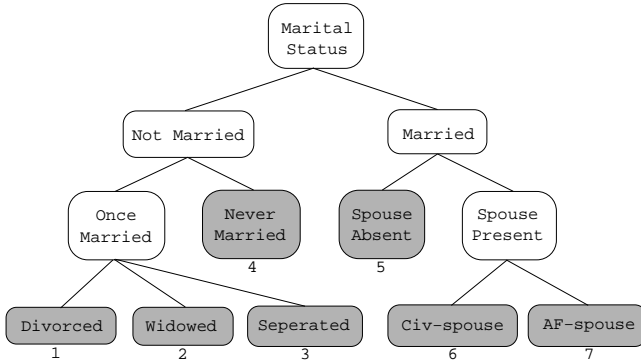 Marital
Status
Not Married
Married
Once
Married
Never
Married
Spouse
Absent
Spouse
Present
4
5
Divorced
Widowed
Seperated
Civ-spouse
AF-spouse
1
2
3
6
7